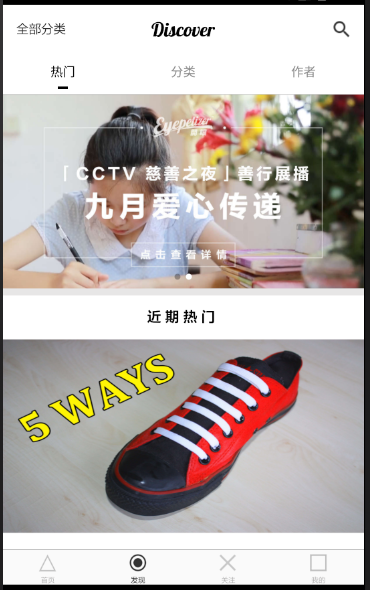 全部分类
Discover
热门
分类
作者
Eyepetizer
「CCTV 慈善之夜」善行展播
九月爱心传递
点击查看详情
近期热门
5 WAYS
首页
发现
关注
我的